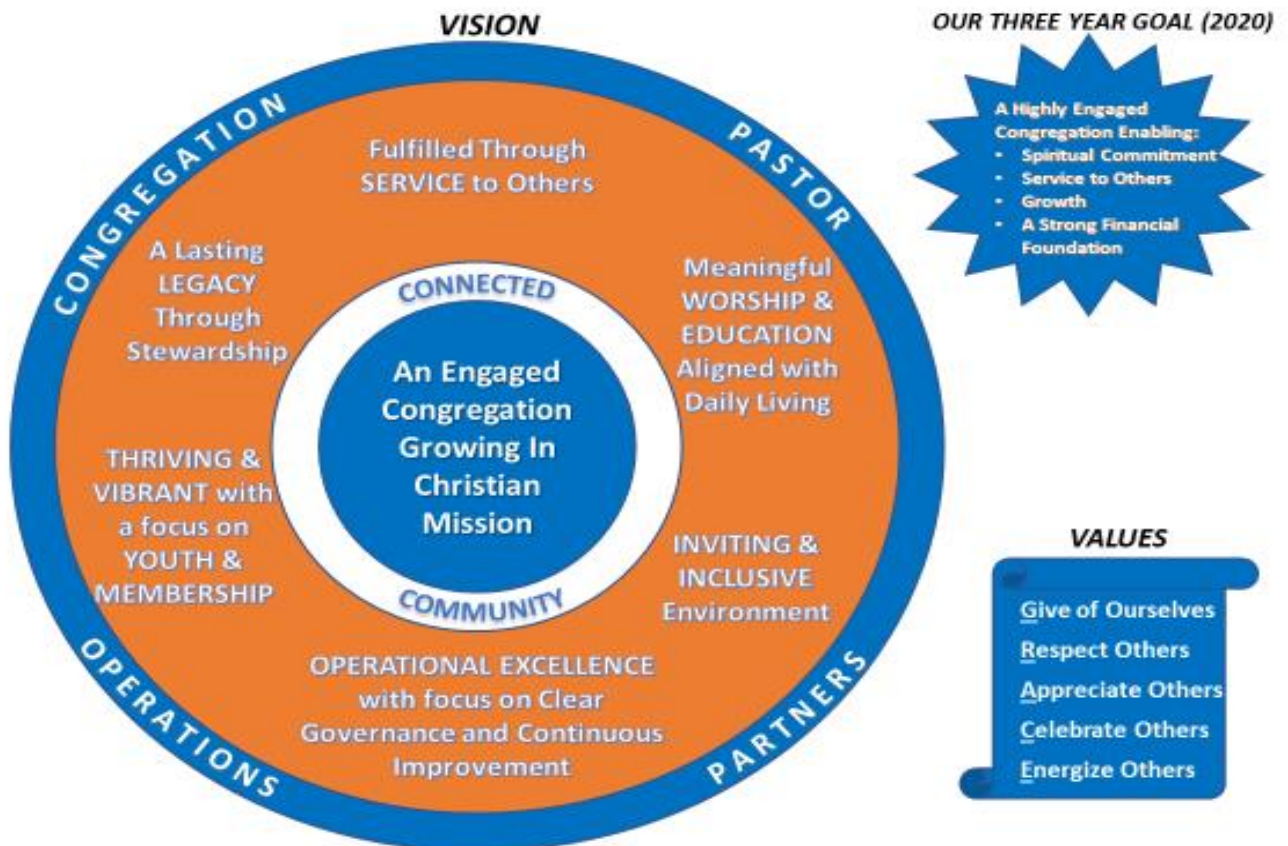 VISION
CONGREGATION
PASTOR
Fulfilled Through
SERVICE to Others
A Lasting
LEGACY
Through
Stewardship
Meaningful
WORSHIP &
EDUCATION
Aligned with
Daily Living
CONNECTED
An Engaged
Congregation
Growing In
Christian
Mission
COMMUNITY
THRIVING &
VIBRANT with
a focus on
YOUTH &
MEMBERSHIP
INVITING &
INCLUSIVE
Environment
OPERATIONAL EXCELLENCE
with focus on Clear
Governance and Continuous
Improvement
OPERATIONS
PARTNERS
OUR THREE YEAR GOAL (2020)
A Highly Engaged
Congregation Enabling:
• Spiritual Commitment
• Service to Others
• Growth
• A Strong Financial
Foundation
VALUES
Give of Ourselves
Respect Others
Appreciate Others
Celebrate Others
Energize Others